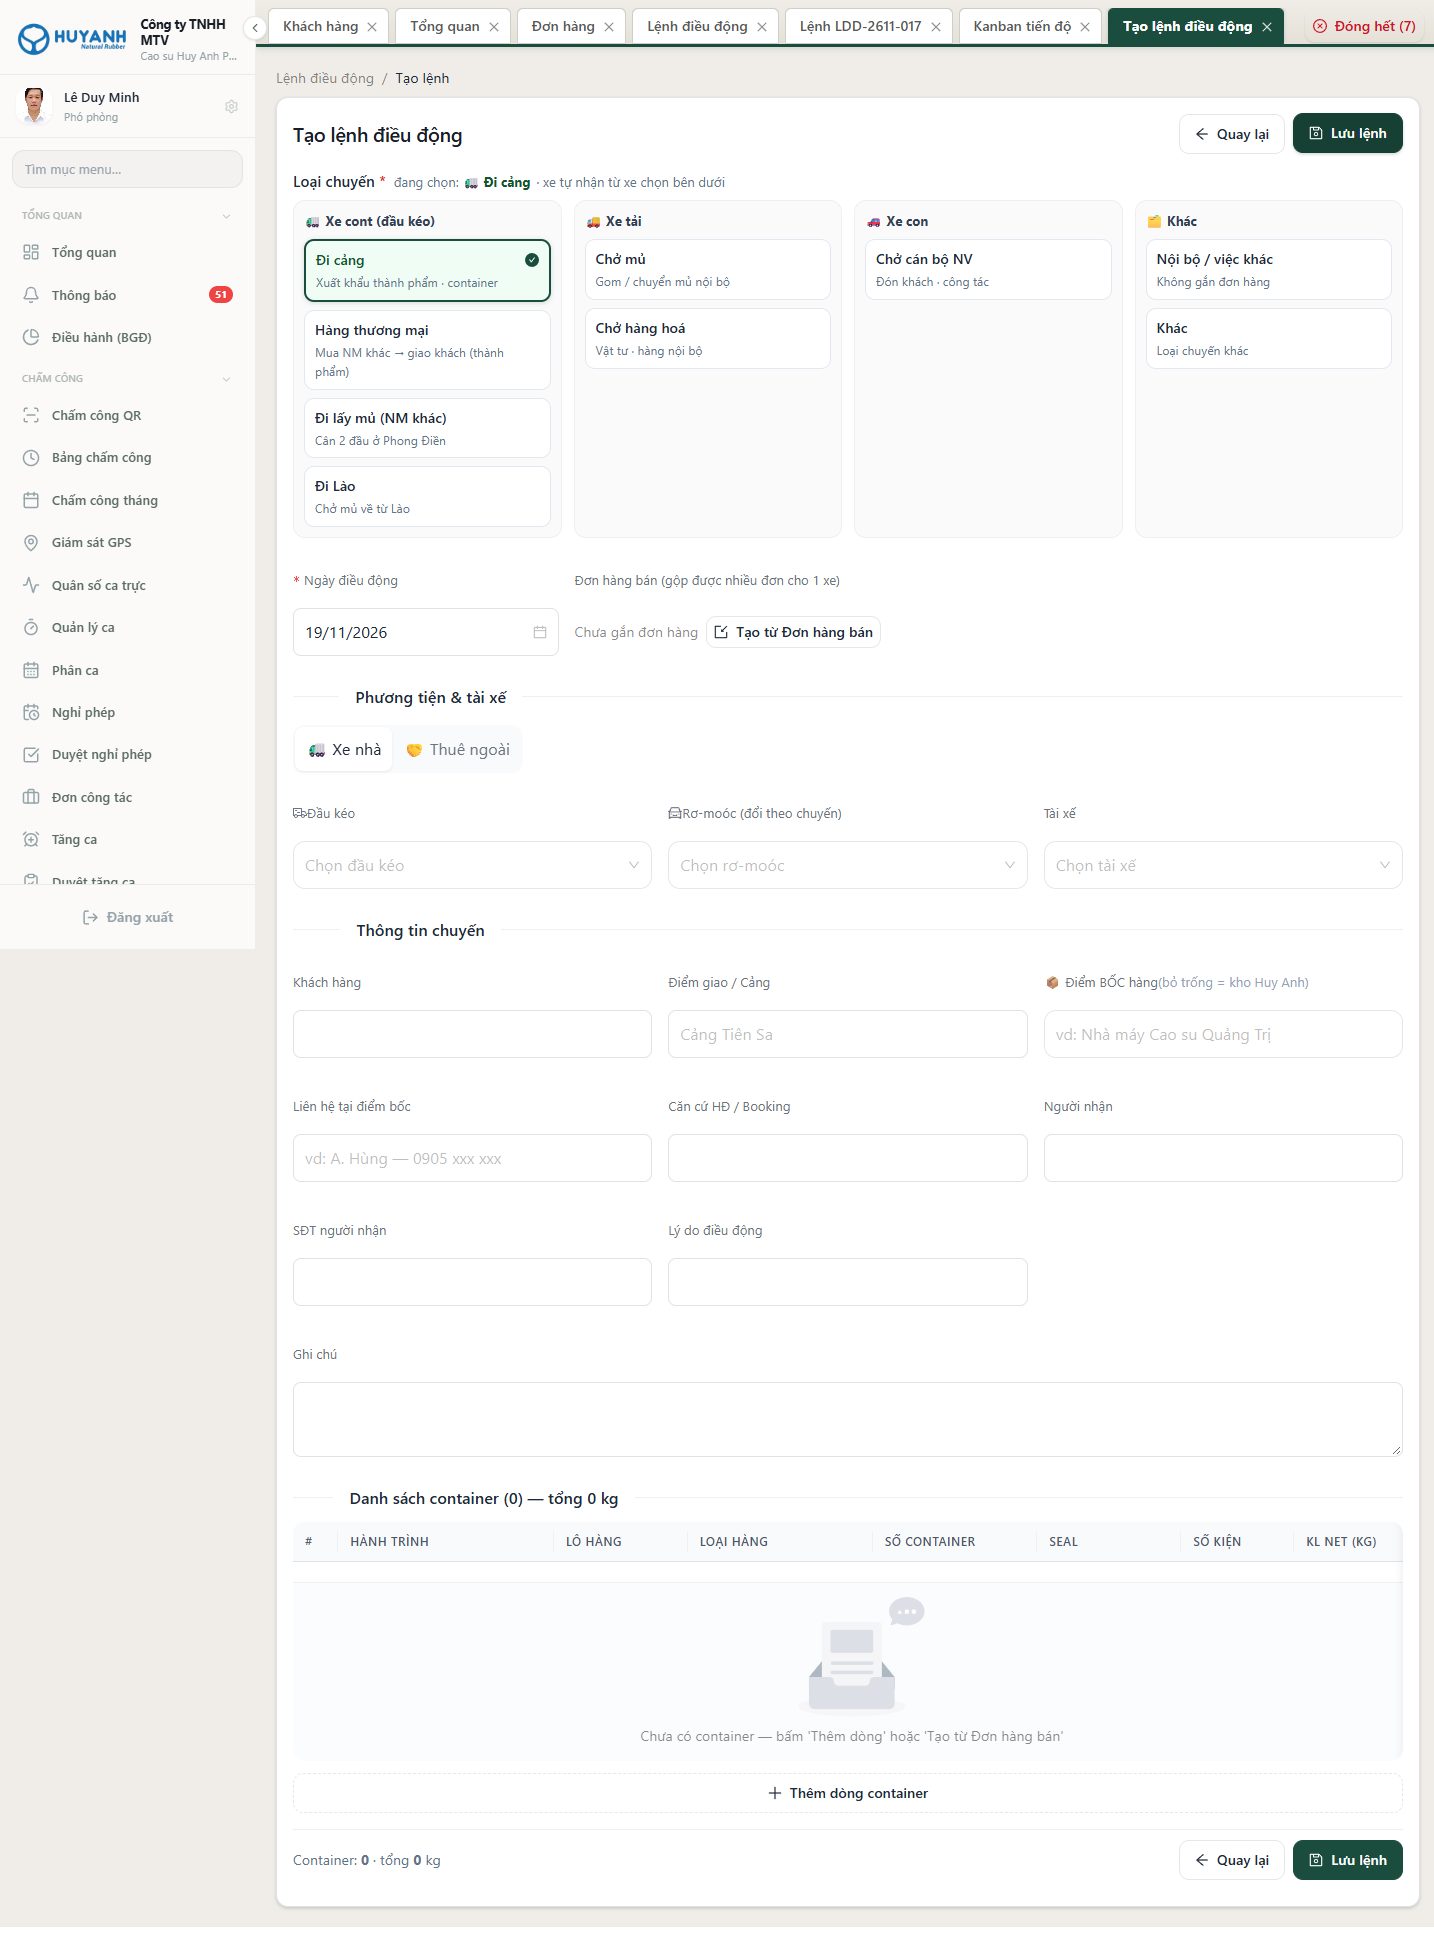 HUYANH
Natural Rubber
Công ty TNHH
MTV
Cao su Huy Anh P...
Lê Duy Minh
Phó phòng
Tìm mục menu...
TỔNG QUAN
Tổng quan
Thông báo
51
Điều hành (BGĐ)
CHẤM CÔNG
Chấm công QR
Bảng chấm công
Chấm công tháng
Giám sát GPS
Quân số ca trực
Quản lý ca
Phân ca
Nghỉ phép
Duyệt nghỉ phép
Đơn công tác
Tăng ca
Duyệt tăng ca
Đăng xuất
Khách hàng
Tổng quan
Đơn hàng
Lệnh điều động
Lệnh LDD-2611-017
Kanban tiến độ
Tạo lệnh điều động
Đóng hết (7)
Lệnh điều động / Tạo lệnh
Tạo lệnh điều động
Quay lại
Lưu lệnh
Loại chuyến * đang chọn: Đi cảng · xe tự nhận từ xe chọn bên dưới
Xe cont (đầu kéo)
Đi cảng
Xuất khẩu thành phẩm · container
Hàng thương mại
Mua NM khác → giao khách (thành
phẩm)
Đi lấy mủ (NM khác)
Cân 2 đầu ở Phong Điền
Đi Lào
Chở mủ về từ Lào
Xe tải
Chở mủ
Gom / chuyển mủ nội bộ
Chở hàng hoá
Vật tư · hàng nội bộ
Xe con
Chở cán bộ NV
Đón khách · công tác
Khác
Nội bộ / việc khác
Không gắn đơn hàng
Khác
Loại chuyến khác
* Ngày điều động
19/11/2026
Đơn hàng bán (gộp được nhiều đơn cho 1 xe)
Chưa gắn đơn hàng
Tạo từ Đơn hàng bán
Phương tiện & tài xế
Xe nhà
Thuê ngoài
Đầu kéo
Rơ-moóc (đổi theo chuyến)
Tài xế
Chọn đầu kéo
Chọn rơ-moóc
Chọn tài xế
Thông tin chuyến
Khách hàng
Điểm giao / Cảng
Điểm BỐC hàng(bỏ trống = kho Huy Anh)
Cảng Tiên Sa
vd: Nhà máy Cao su Quảng Trị
Liên hệ tại điểm bốc
Căn cứ HĐ / Booking
Người nhận
vd: A. Hùng — 0905 xxx xxx
SĐT người nhận
Lý do điều động
Ghi chú
Danh sách container (0) — tổng 0 kg
# HÀNH TRÌNH LÔ HÀNG LOẠI HÀNG SỐ CONTAINER SEAL SỐ KIỆN KL NET (KG)
Chưa có container — bấm 'Thêm dòng' hoặc 'Tạo từ Đơn hàng bán'
Thêm dòng container
Container: 0 · tổng 0 kg
Quay lại
Lưu lệnh